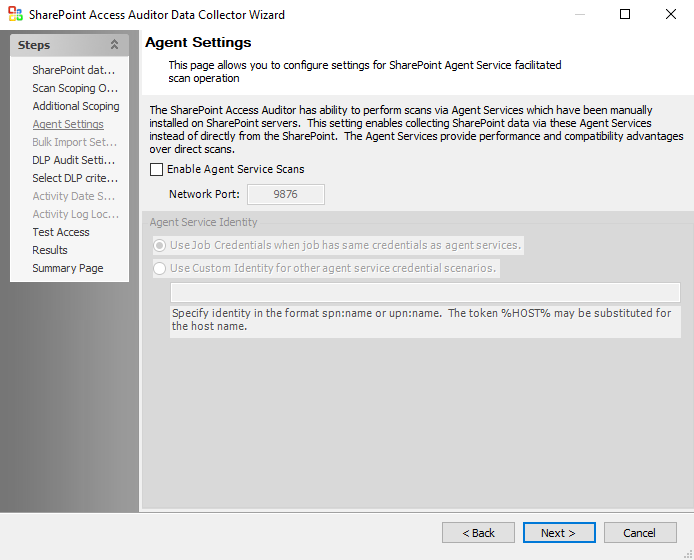 SharePoint Access Auditor Data Collector Wizard
Steps
SharePoint dat...
Scan Scoping O...
Additional Scoping
Agent Settings
Bulk Import Set...
DLP Audit Setti...
Select DLP crite...
Activity Date S...
Activity Log Loc...
Test Access
Results
Summary Page
Agent Settings
This page allows you to configure settings for SharePoint Agent Service facilitated
scan operation
The SharePoint Access Auditor has ability to perform scans via Agent Services which have been manually
installed on SharePoint servers. This setting enables collecting SharePoint data via these Agent Services
instead of directly from the SharePoint. The Agent Services provide performance and compatibility advantages
over direct scans.
Enable Agent Service Scans
Network Port: 9876
Agent Service Identity
Use Job Credentials when job has same credentials as agent services.
Use Custom Identity for other agent service credential scenarios.
Specify identity in the format spn:name or upn:name. The token %HOST% may be substituted for
the host name.
< Back Next > Cancel